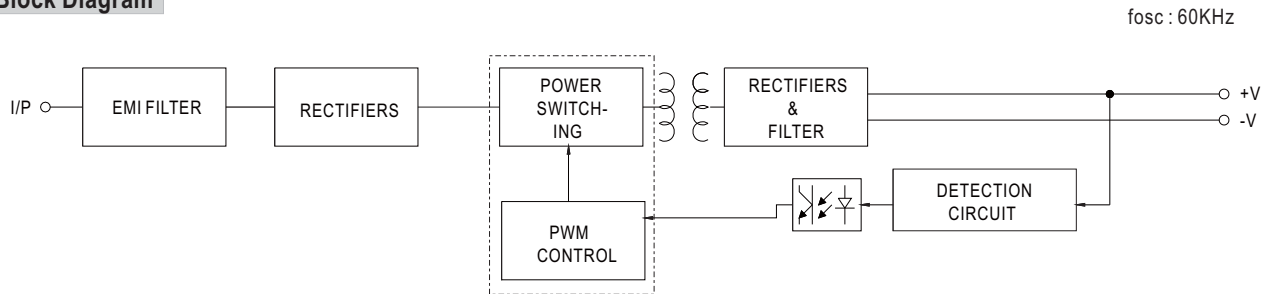 Block Diagram
fosc : 60KHz
I/P
EMI FILTER
RECTIFIERS
POWER
SWITCH-
ING
RECTIFIERS
&
FILTER
+V
-V
PWM
CONTROL
DETECTION
CIRCUIT